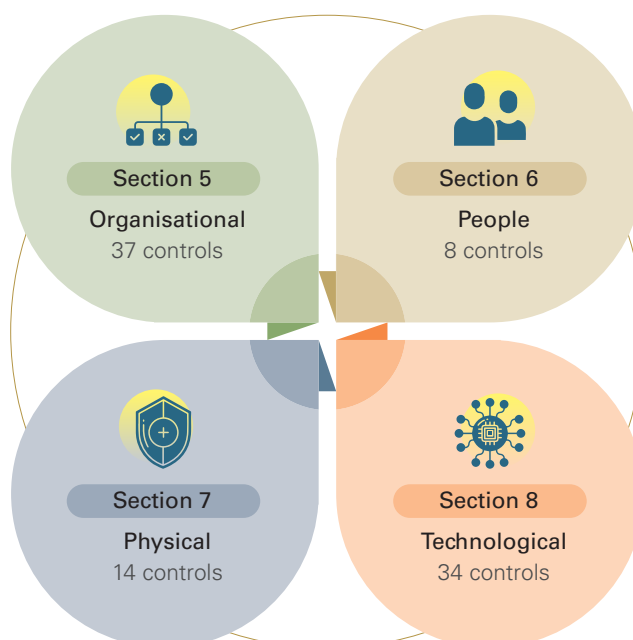 Section 5
Organisational
37 controls
Section 6
People
8 controls
Section 7
Physical
14 controls
Section 8
Technological
34 controls